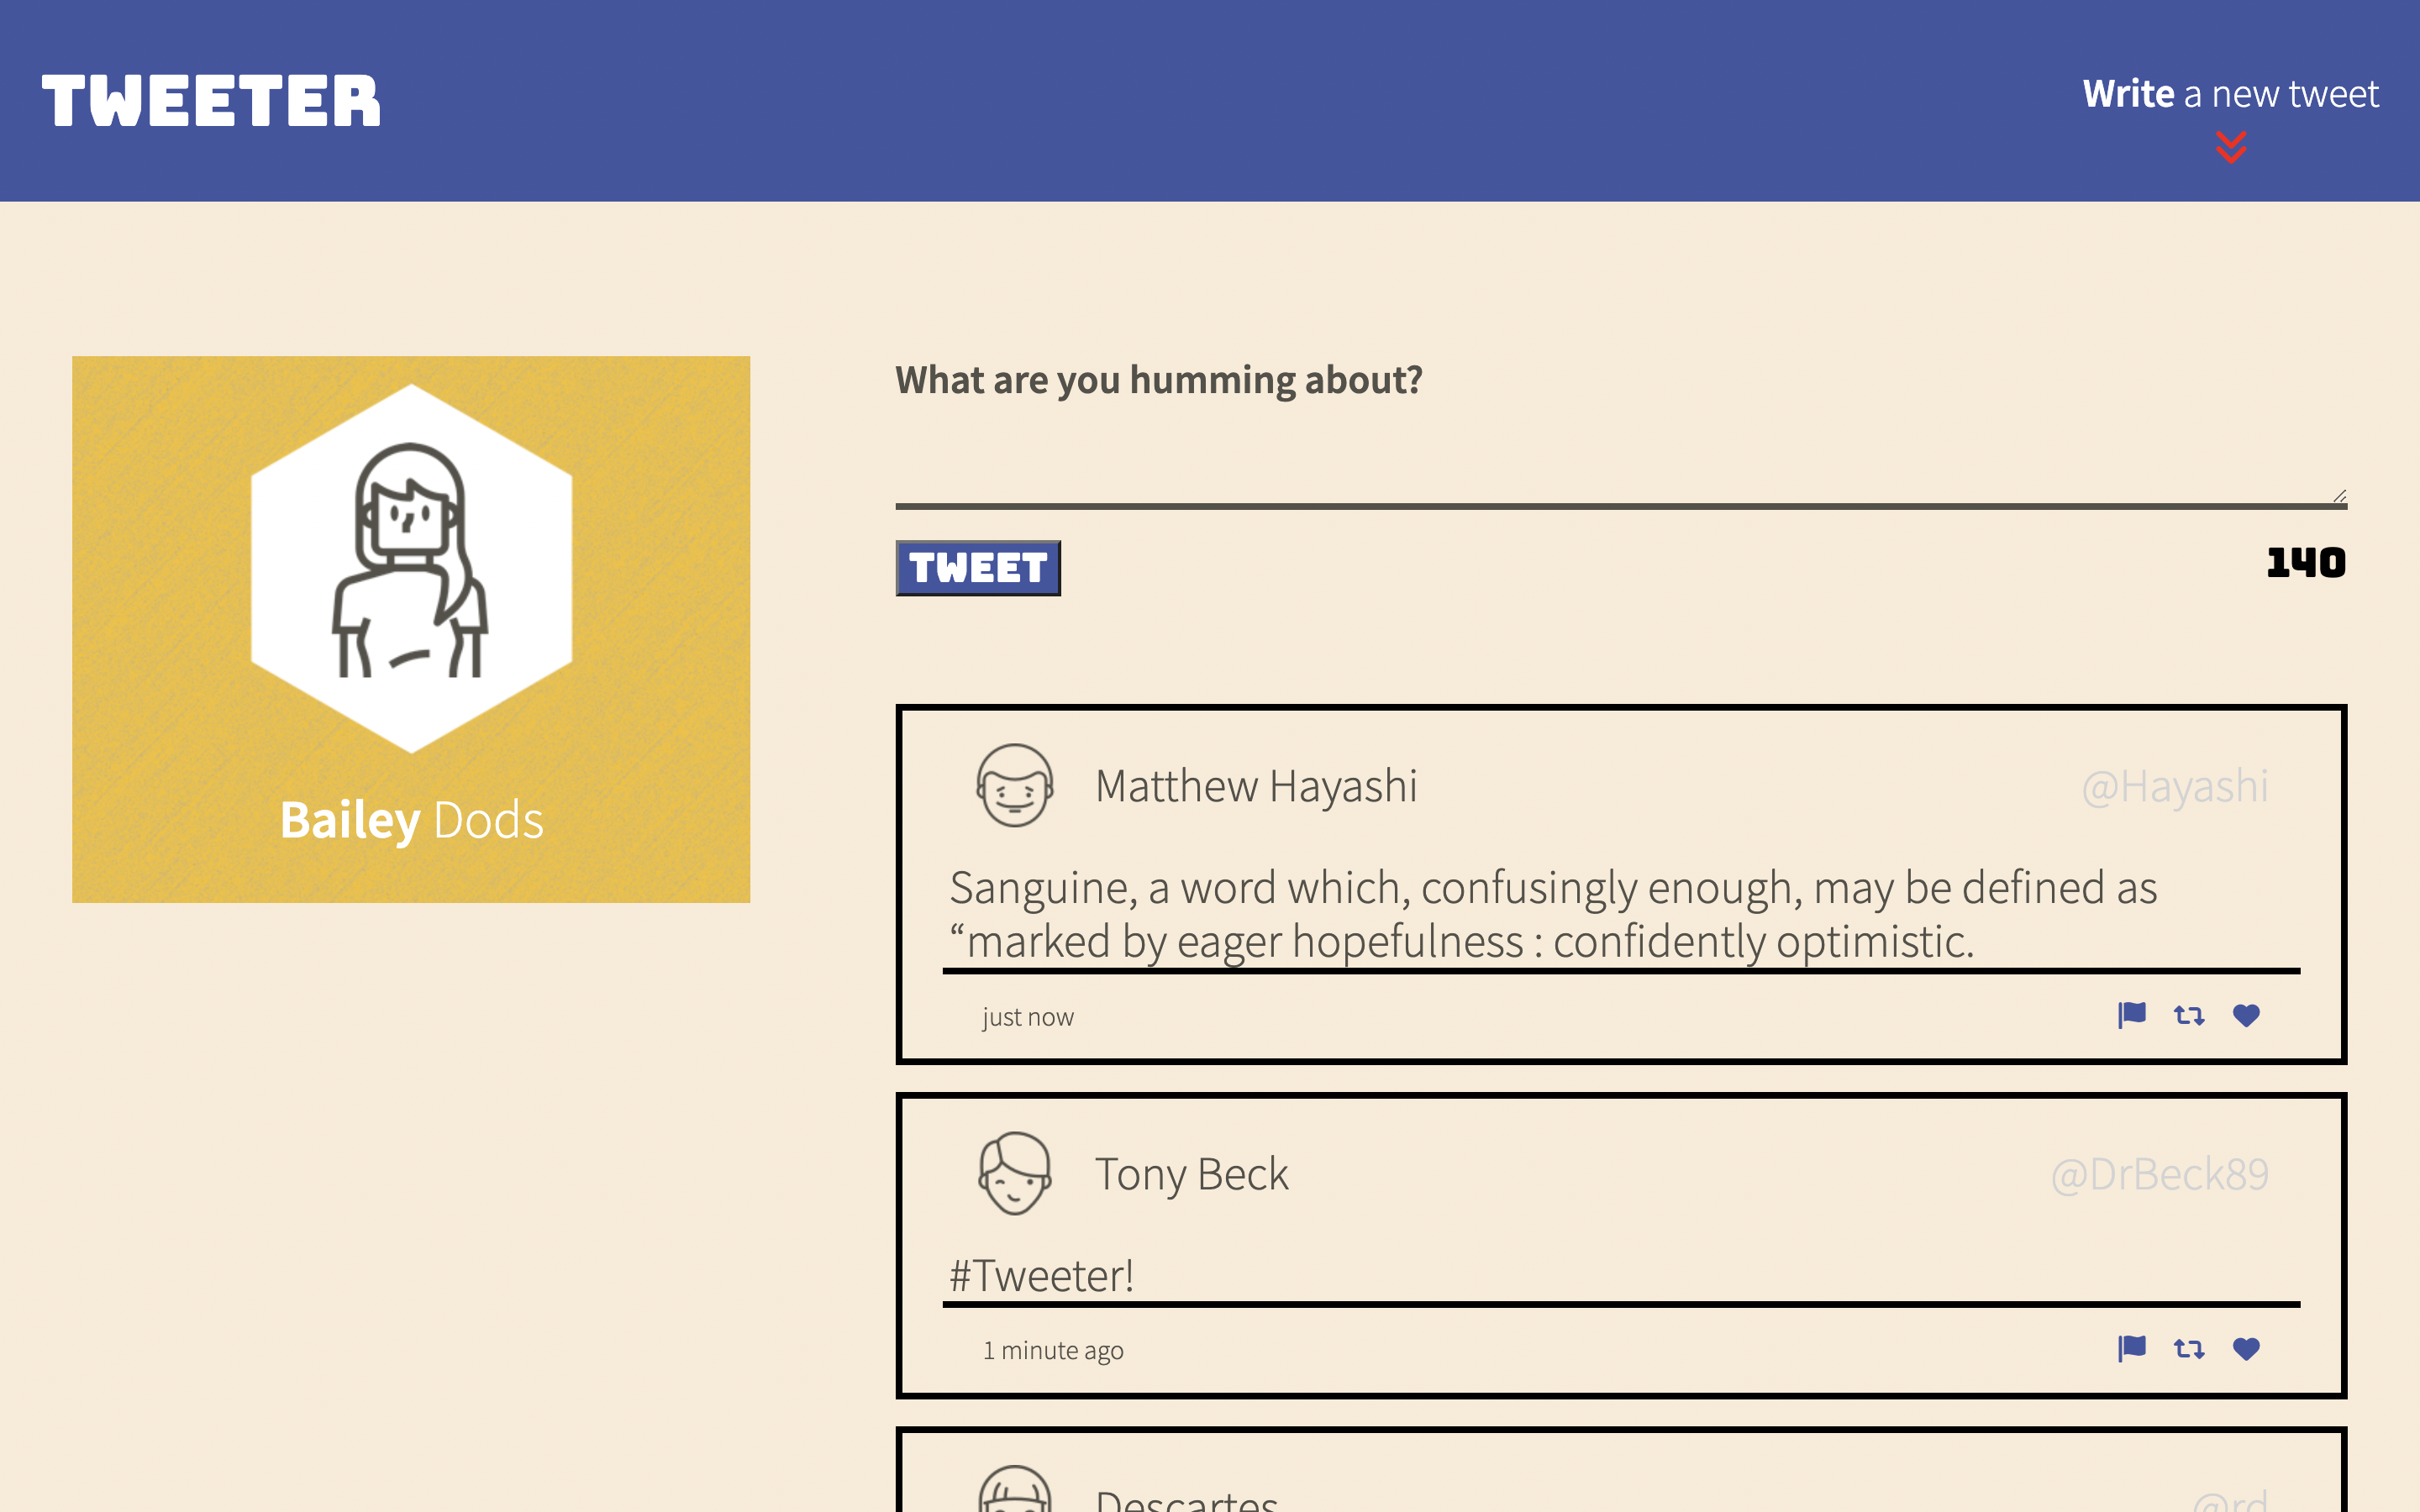 TWEETER
Write a new tweet
Bailey Dods
What are you humming about?
TWEET
140
Matthew Hayashi
@Hayashi
Sanguine, a word which, confusingly enough, may be defined as
“marked by eager hopefulness : confidently optimistic.
just now
Tony Beck
@DrBeck89
#Tweeter!
1 minute ago
Descartes
@rd